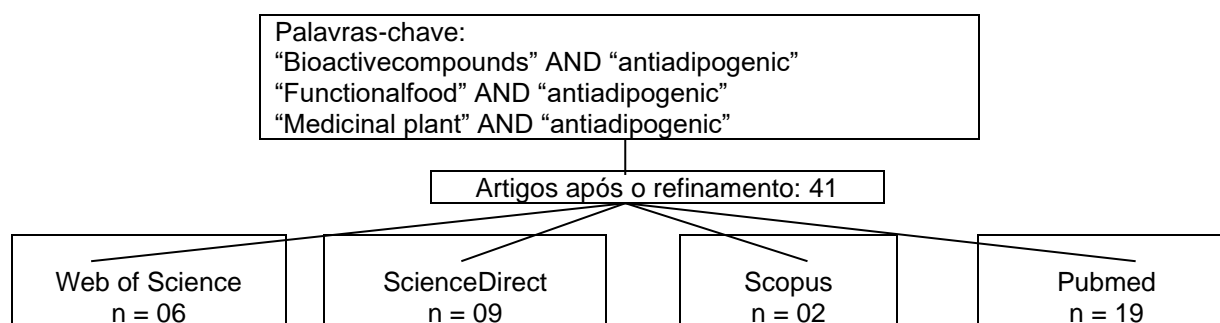 Palavras-chave:
“Bioactivecompounds” AND “antiadipogenic”
“Functionalfood” AND “antiadipogenic”
“Medicinal plant” AND “antiadipogenic”
Artigos após o refinamento: 41
Web of Science
n = 06
ScienceDirect
n = 09
Scopus
n = 02
Pubmed
n = 19